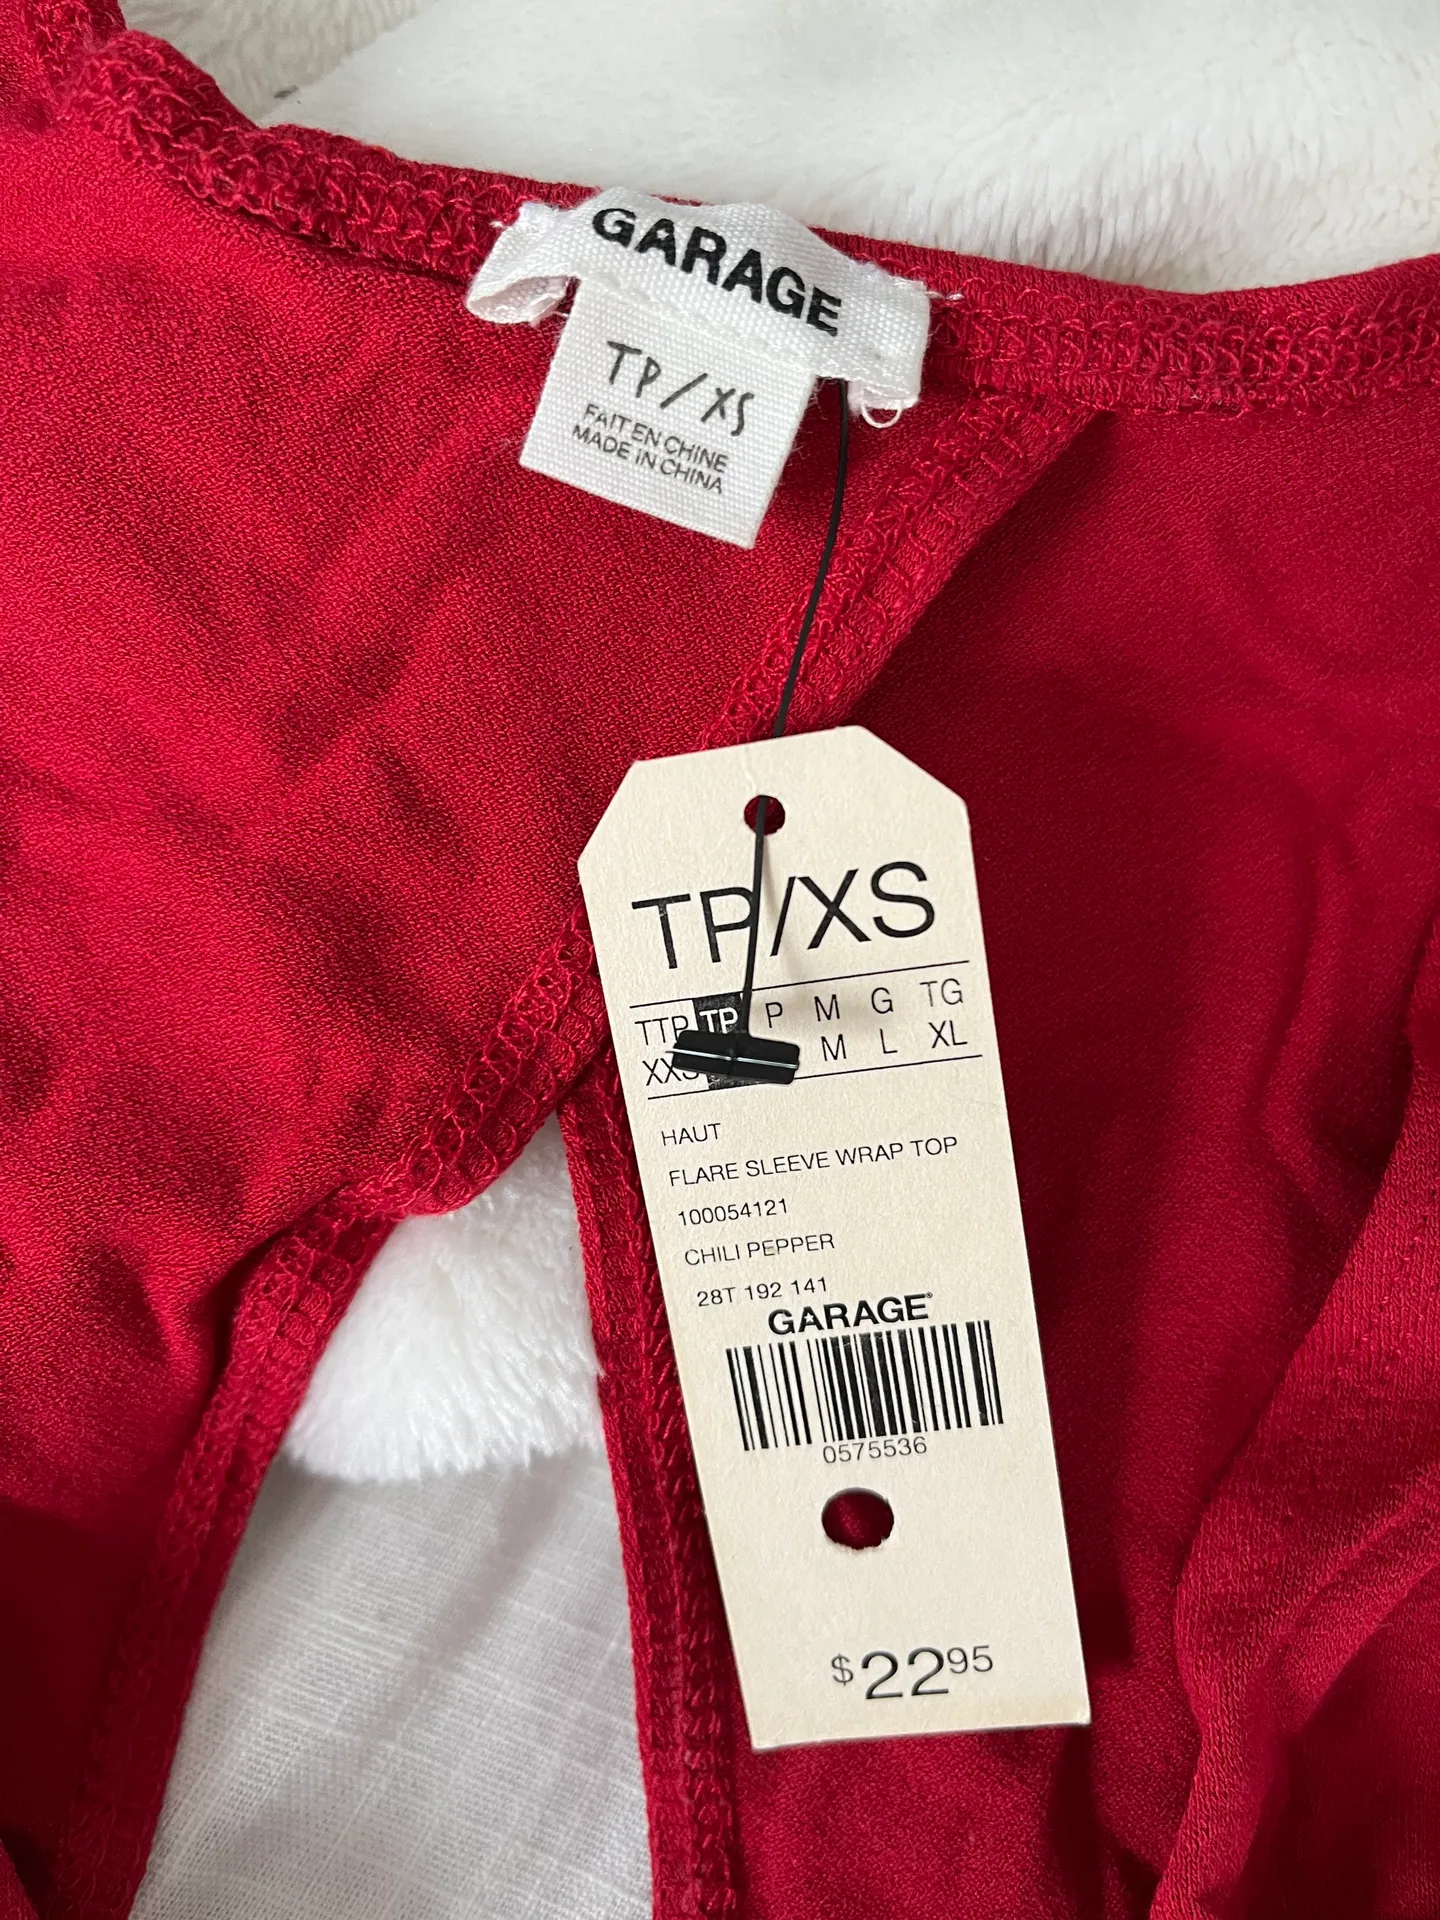 GARAGE
TP/XS
FAIT EN CHINE
MADE IN CHINA
TP/XS
TTP TP P M G TG
M L XL
HAUT
FLARE SLEEVE WRAP TOP
100054121
CHILI PEPPER
28T 192 141
GARAGE
0575536
$22 95